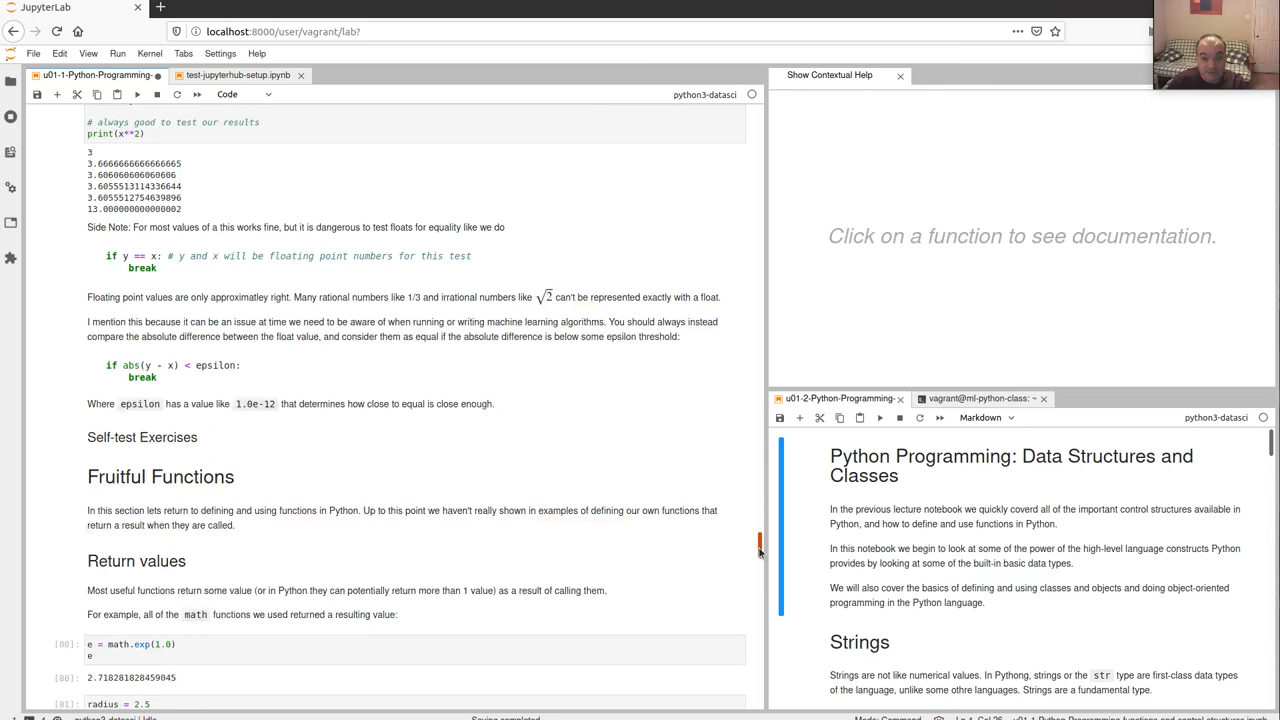 JupyterLab
localhost:8000/user/vagrant/lab?
File Edit View Run Kernel Tabs Settings Help
u01-1-Python-Programming-
test-jupyterhub-setup.ipynb
Code
python3-datasci
# always good to test our results
print(x**2)
3
3.6666666666666665
3.606060606060606
3.6055513114336644
3.6055512754639896
13.000000000000002
Side Note: For most values of a this works fine, but it is dangerous to test floats for equality like we do
if y == x: # y and x will be floating point numbers for this test
break
Floating point values are only approximatley right. Many rational numbers like 1/3 and irrational numbers like √2 can't be represented exactly with a float.
I mention this because it can be an issue at time we need to be aware of when running or writing machine learning algorithms. You should always instead
compare the absolute difference between the float value, and consider them as equal if the absolute difference is below some epsilon threshold:
if abs(y - x) < epsilon:
break
Where epsilon has a value like 1.0e-12 that determines how close to equal is close enough.
Self-test Exercises
Fruitful Functions
In this section lets return to defining and using functions in Python. Up to this point we haven't really shown in examples of defining our own functions that
return a result when they are called.
Return values
Most useful functions return some value (or in Python they can potentially return more than 1 value) as a result of calling them.
For example, all of the math functions we used returned a resulting value:
[80]: e = math.exp(1.0)
e
[80]: 2.718281828459045
[81]: radius = 2.5
Show Contextual Help
Click on a function to see documentation.
u01-2-Python-Programming-
vagrant@ml-python-class: ~
Markdown
python3-datasci
Python Programming: Data Structures and
Classes
In the previous lecture notebook we quickly coverd all of the important control structures available in
Python, and how to define and use functions in Python.
In this notebook we begin to look at some of the power of the high-level language constructs Python
provides by looking at some of the built-in basic data types.
We will also cover the basics of defining and using classes and objects and doing object-oriented
programming in the Python language.
Strings
Strings are not like numerical values. In Pythong, strings or the str type are first-class data types
of the language, unlike some othre languages. Strings are a fundamental type.
python3-datasci | Idle
Saving completed
Mode: Command
Ln 4, Col 26
u01-1-Python-Programming-functions and control structures.ipynb